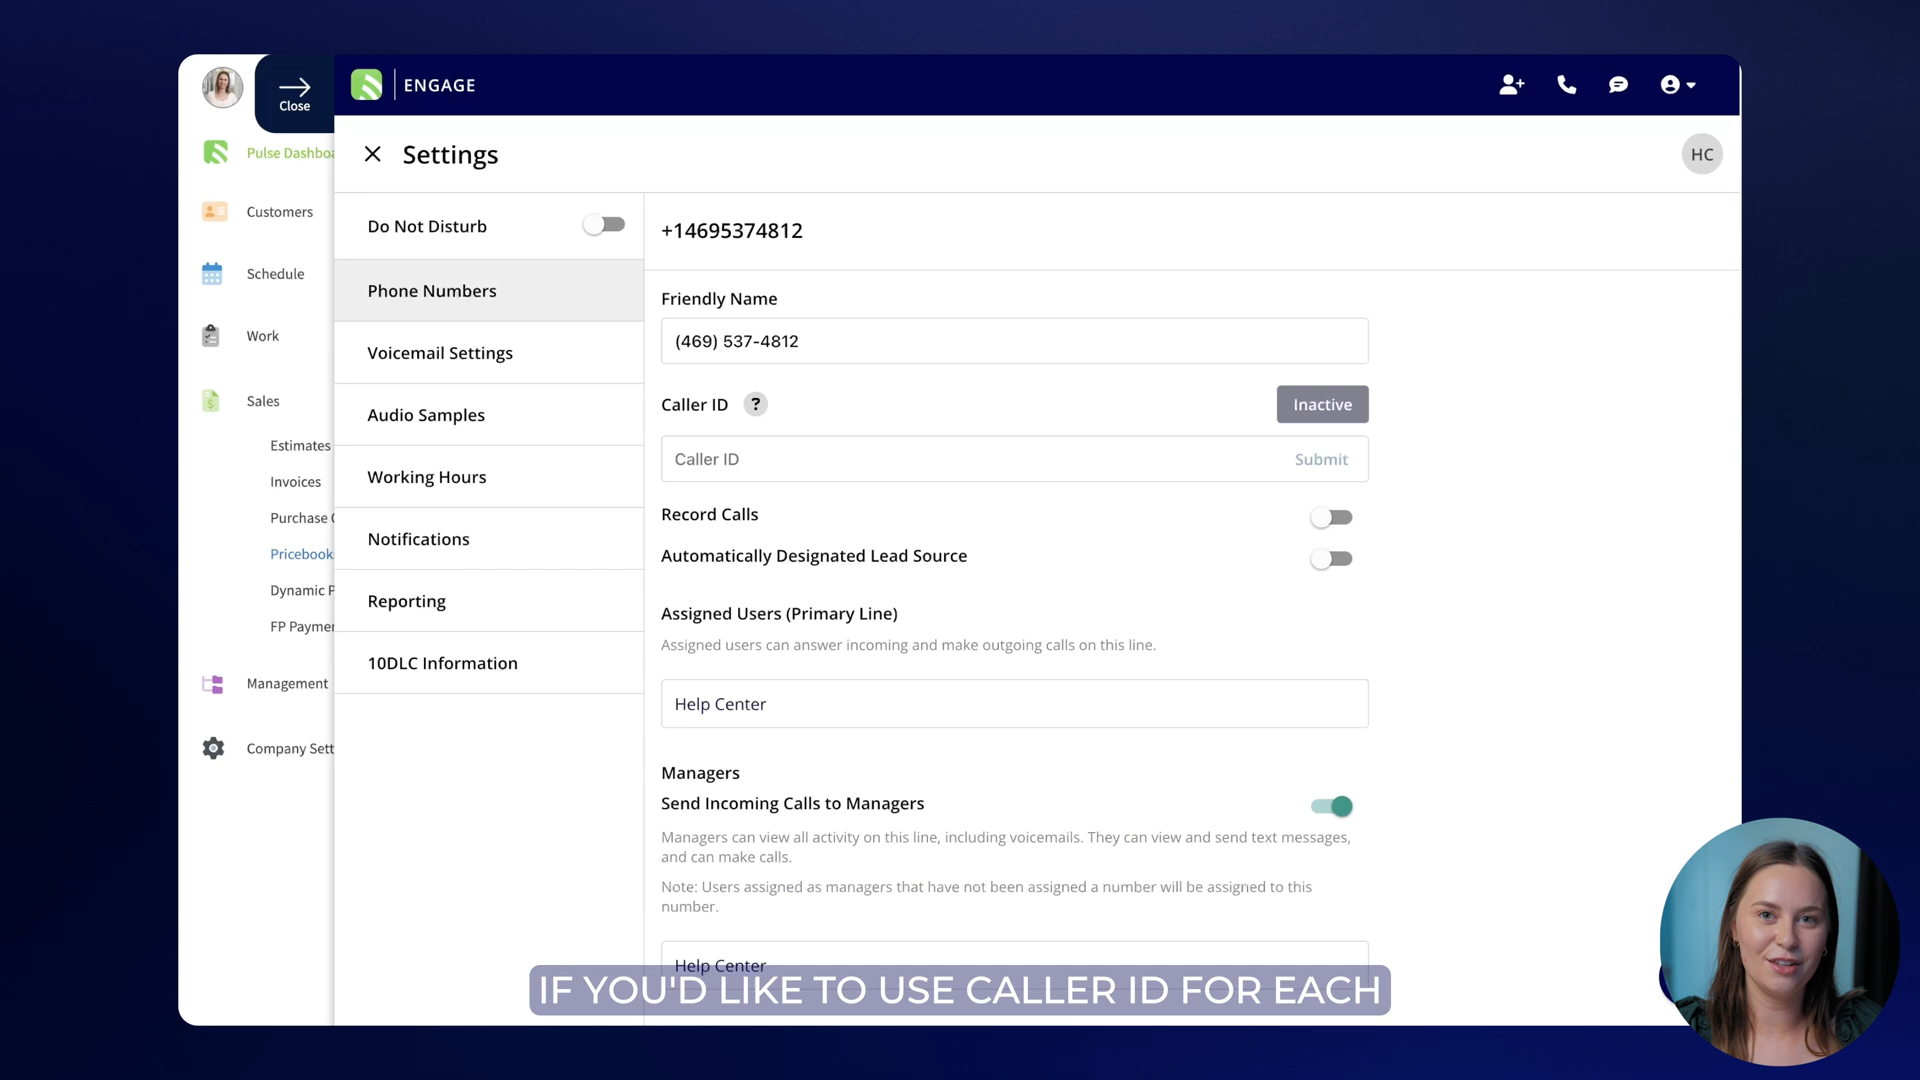 Close
ENGAGE
Pulse Dashboa
Customers
Schedule
Work
Sales
Estimates
Invoices
Purchase
Pricebook
Dynamic P
FP Paymen
Management
Company Sett
Settings
HC
Do Not Disturb
Phone Numbers
Voicemail Settings
Audio Samples
Working Hours
Notifications
Reporting
10DLC Information
+14695374812
Friendly Name
(469) 537-4812
Caller ID ?
Inactive
Caller ID
Submit
Record Calls
Automatically Designated Lead Source
Assigned Users (Primary Line)
Assigned users can answer incoming and make outgoing calls on this line.
Help Center
Managers
Send Incoming Calls to Managers
Managers can view all activity on this line, including voicemails. They can view and send text messages,
and can make calls.
Note: Users assigned as managers that have not been assigned a number will be assigned to this
number.
Help Center
IF YOU'D LIKE TO USE CALLER ID FOR EACH